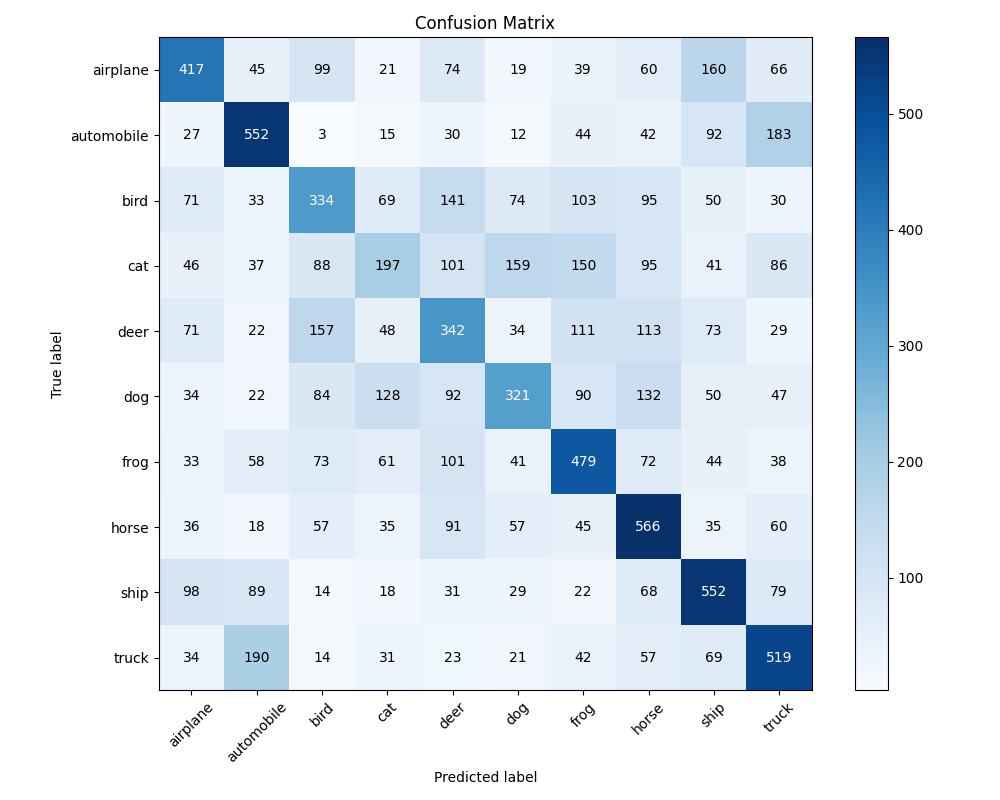 Confusion Matrix
airplane 417 45 99 21 74 19 39 60 160 66
automobile 27 552 3 15 30 12 44 42 92 183
bird 71 33 334 69 141 74 103 95 50 30
cat 46 37 88 197 101 159 150 95 41 86
deer 71 22 157 48 342 34 111 113 73 29
dog 34 22 84 128 92 321 90 132 50 47
frog 33 58 73 61 101 41 479 72 44 38
horse 36 18 57 35 91 57 45 566 35 60
ship 98 89 14 18 31 29 22 68 552 79
truck 34 190 14 31 23 21 42 57 69 519
airplane automobile bird cat deer dog frog horse ship truck
Predicted label
True label
500
400
300
200
100